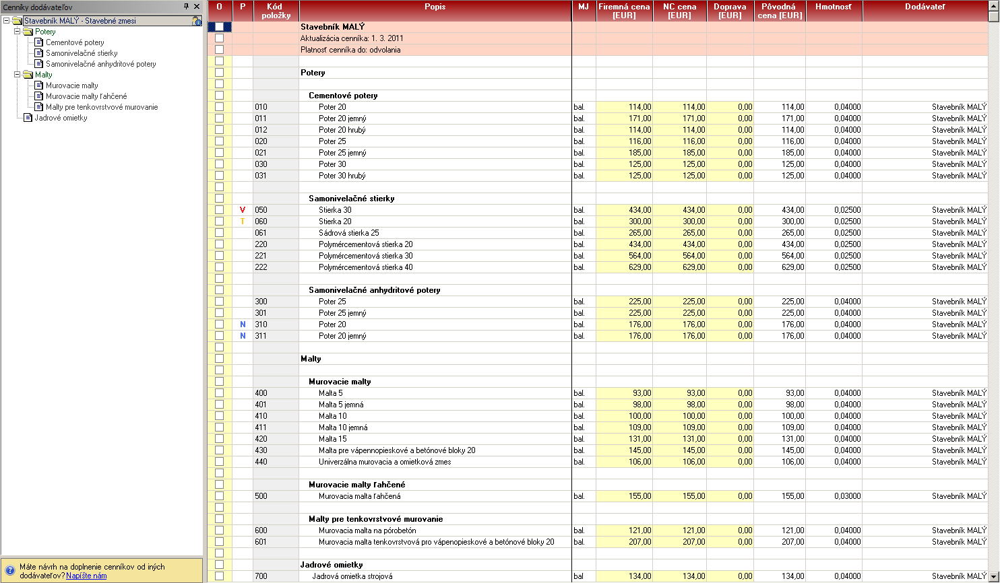 Cenníky dodávateľov
Stavebník MALÝ - Stavebné zmesi
Potery
Cementové potery
Samonivelačné stierky
Samonivelačné anhydritové potery
Malty
Murovacie malty
Murovacie malty ľahčené
Malty pre tenkovrstvové murovanie
Jadrové omietky
Máte návrh na doplnenie cenníkov od iných
dodávateľov? Napíšte nám
O P Kód položky Popis MJ Firemná cena [EUR] NC cena [EUR] Doprava [EUR] Pôvodná cena [EUR] Hmotnosť Dodávateľ
Stavebník MALÝ
Aktualizácia cenníka: 1. 3. 2011
Platnosť cenníka do: odvolania
Potery
Cementové potery
010 Poter 20 bal. 114,00 114,00 0,00 114,00 0,04000 Stavebník MALÝ
011 Poter 20 jemný bal. 171,00 171,00 0,00 171,00 0,04000 Stavebník MALÝ
012 Poter 20 hrubý bal. 114,00 114,00 0,00 114,00 0,04000 Stavebník MALÝ
020 Poter 25 bal. 116,00 116,00 0,00 116,00 0,04000 Stavebník MALÝ
021 Poter 25 jemný bal. 185,00 185,00 0,00 185,00 0,04000 Stavebník MALÝ
030 Poter 30 bal. 125,00 125,00 0,00 125,00 0,04000 Stavebník MALÝ
031 Poter 30 hrubý bal. 125,00 125,00 0,00 125,00 0,04000 Stavebník MALÝ
Samonivelačné stierky
V 050 Stierka 30 bal. 434,00 434,00 0,00 434,00 0,02500 Stavebník MALÝ
T 060 Stierka 20 bal. 300,00 300,00 0,00 300,00 0,02500 Stavebník MALÝ
061 Sádrová stierka 25 bal. 265,00 265,00 0,00 265,00 0,02500 Stavebník MALÝ
220 Polymércementová stierka 20 bal. 434,00 434,00 0,00 434,00 0,02500 Stavebník MALÝ
221 Polymércementová stierka 30 bal. 564,00 564,00 0,00 564,00 0,02500 Stavebník MALÝ
222 Polymércementová stierka 40 bal. 629,00 629,00 0,00 629,00 0,02500 Stavebník MALÝ
Samonivelačné anhydritové potery
300 Poter 25 bal. 225,00 225,00 0,00 225,00 0,04000 Stavebník MALÝ
301 Poter 25 jemný bal. 225,00 225,00 0,00 225,00 0,04000 Stavebník MALÝ
N 310 Poter 20 bal. 176,00 176,00 0,00 176,00 0,04000 Stavebník MALÝ
N 311 Poter 20 jemný bal. 176,00 176,00 0,00 176,00 0,04000 Stavebník MALÝ
Malty
Murovacie malty
400 Malta 5 bal. 93,00 93,00 0,00 93,00 0,04000 Stavebník MALÝ
401 Malta 5 jemná bal. 98,00 98,00 0,00 98,00 0,04000 Stavebník MALÝ
410 Malta 10 bal. 100,00 100,00 0,00 100,00 0,04000 Stavebník MALÝ
411 Malta 10 jemná bal. 109,00 109,00 0,00 109,00 0,04000 Stavebník MALÝ
420 Malta 15 bal. 131,00 131,00 0,00 131,00 0,04000 Stavebník MALÝ
430 Malta pre vápennopieskové a betónové bloky 20 bal. 145,00 145,00 0,00 145,00 0,04000 Stavebník MALÝ
440 Univerzálna murovacia a omietková zmes bal. 106,00 106,00 0,00 106,00 0,04000 Stavebník MALÝ
Murovacie malty ľahčené
500 Murovacia malta ľahčená bal. 155,00 155,00 0,00 155,00 0,03000 Stavebník MALÝ
Malty pre tenkovrstvové murovanie
600 Murovacia malta na pórobetón bal. 121,00 121,00 0,00 121,00 0,04000 Stavebník MALÝ
601 Murovacia malta tenkovrstvová pro vápenopieskové a betónové bloky 20 bal. 207,00 207,00 0,00 207,00 0,04000 Stavebník MALÝ
Jadrové omietky
700 Jadrová omietka strojová bal 134,00 134,00 0,00 134,00 0,04000 Stavebník MALÝ